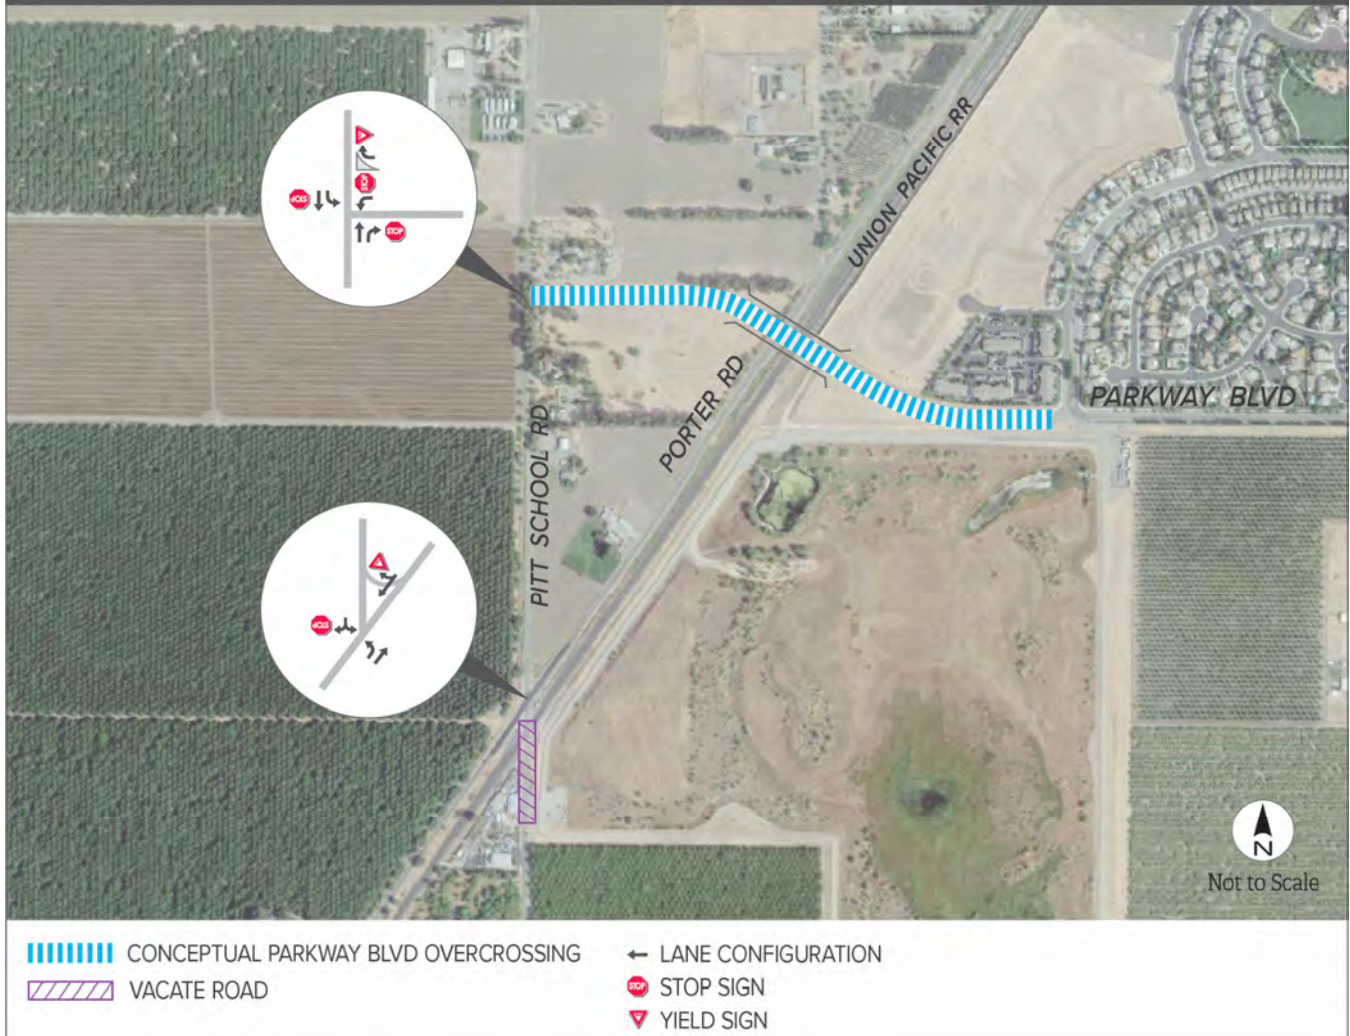 UNION PACIFIC RR
STOP
STOP
STOP
PARKWAY BLVD
PORTER RD
PITT SCHOOL RD
STOP
N
Not to Scale
CONCEPTUAL PARKWAY BLVD OVERCROSSING
LANE CONFIGURATION
VACATE ROAD
STOP STOP SIGN
YIELD SIGN